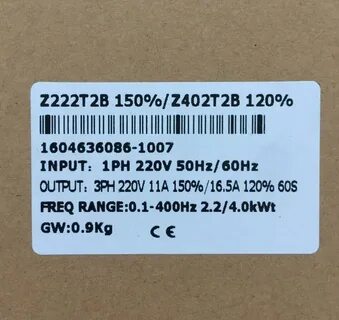 Z222T2B 150%/Z402T2B 120%
1604636086-1007
INPUT: 1PH 220V 50Hz/60Hz
OUTPUT: 3PH 220V 11A 150%/16.5A 120% 60S
FREQ RANGE:0.1-400Hz 2.2/4.0kWt
GW:0.9Kg CE